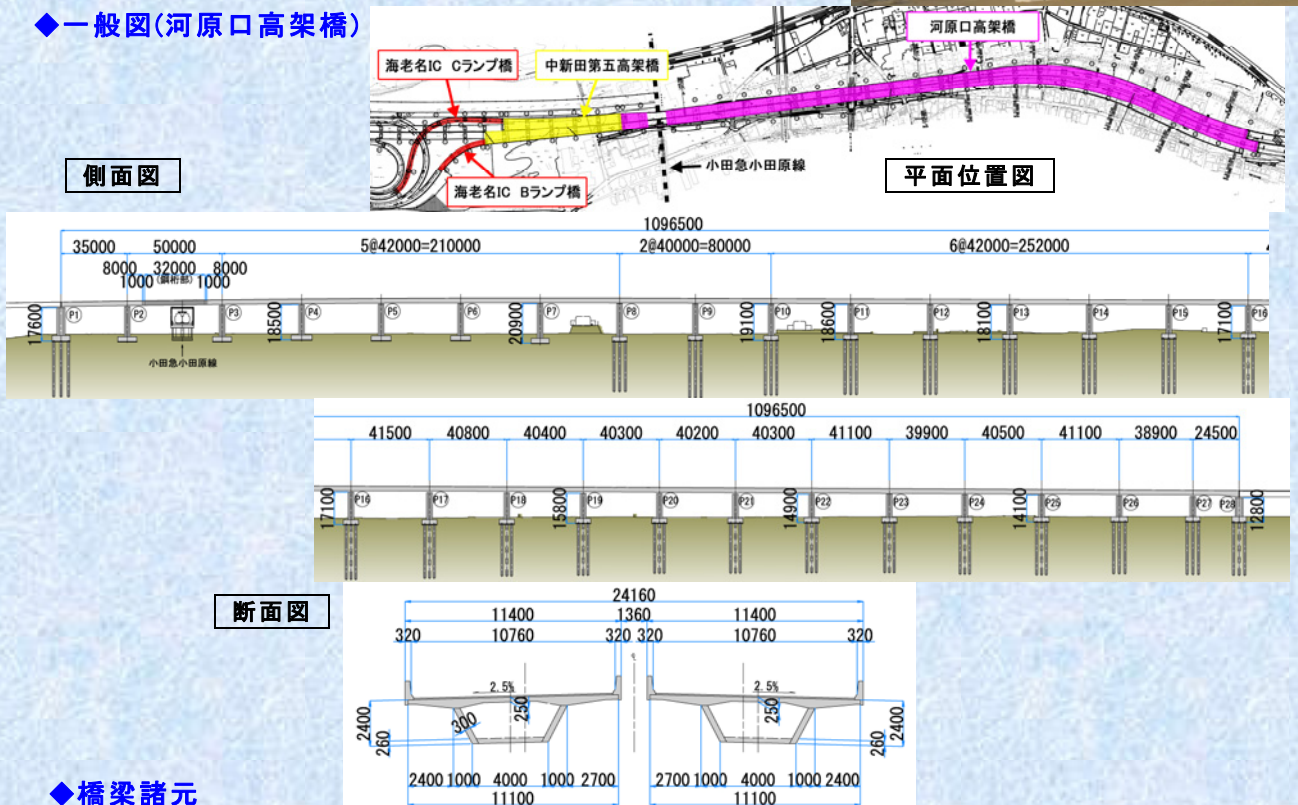 ◆一般図(河原口高架橋)
河原口高架橋
海老名IC Cランプ橋
中新田第五高架橋
小田急小田原線
海老名IC Bランプ橋
平面位置図
側面図
1096500
35000 50000 5@42000=210000 2@40000=80000 6@42000=252000
8000 32000 8000
1000 (鋼桁部) 1000
P1 P2 P3 P4 P5 P6 P7 P8 P9 P10 P11 P12 P13 P14 P15 P16
17600 18500 20900 19100 18600 18100 17100
小田急小田原線
1096500
41500 40800 40400 40300 40200 40300 41100 39900 40500 41100 38900 24500
P16 P17 P18 P19 P20 P21 P22 P23 P24 P25 P26 P27 P28
17100 15800 14900 14100 12800
断面図
24160
11400 1360 11400
320 10760 320 320 10760 320
2.5% 2.5%
2400 260 300 250 250 260 2400
2400 1000 4000 1000 2700 2700 1000 4000 1000 2400
11100 11100
◆橋梁諸元